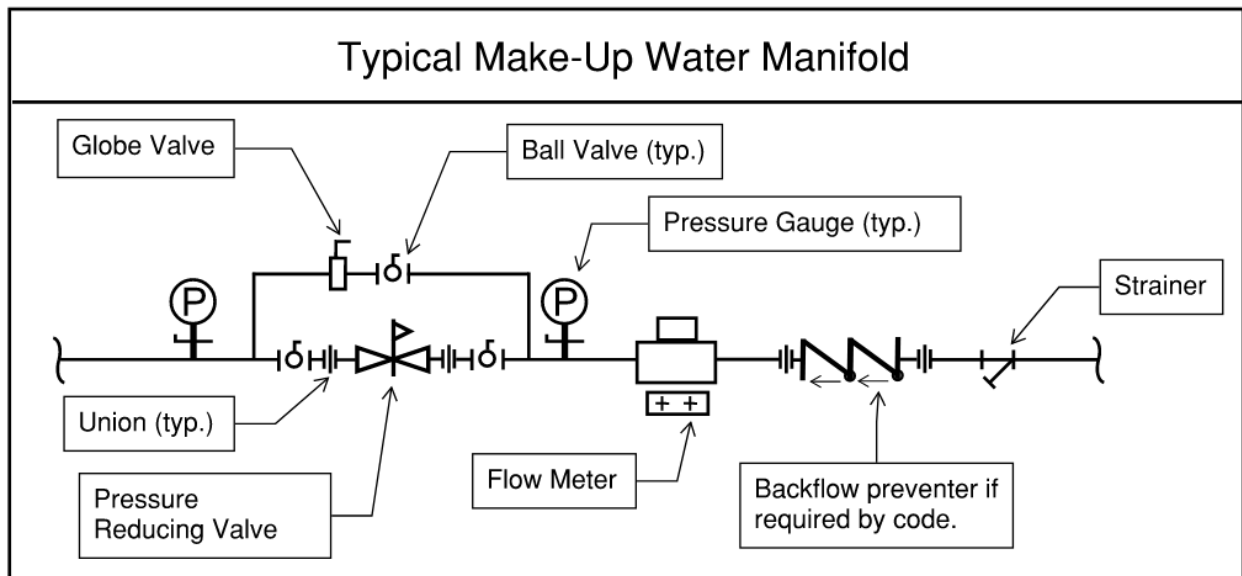 Typical Make-Up Water Manifold
Globe Valve
Ball Valve (typ.)
Pressure Gauge (typ.)
Strainer
P
P
Union (typ.)
+ +
Flow Meter
Pressure
Reducing Valve
Backflow preventer if
required by code.